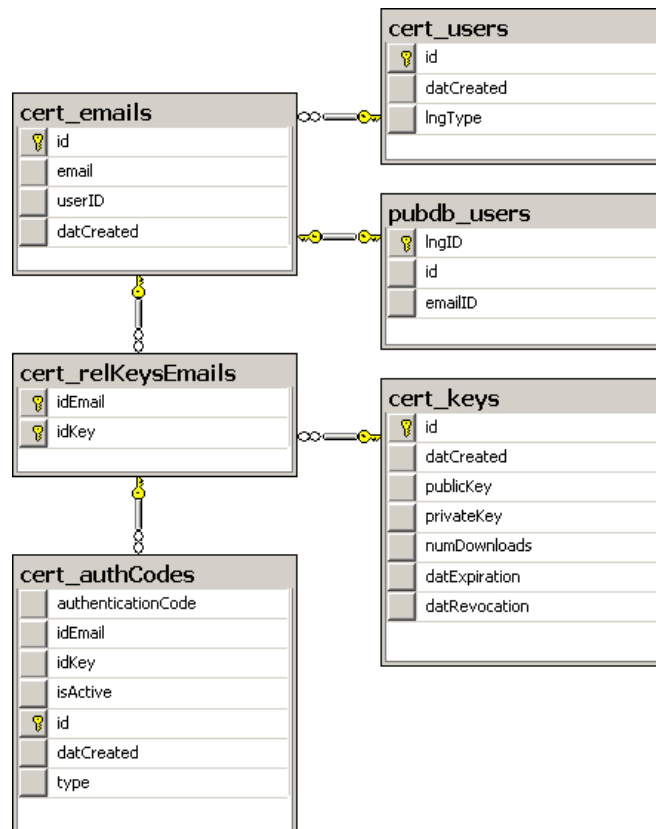 cert_users
id
datCreated
lngType
cert_emails
id
email
userID
datCreated
pubdb_users
lngID
id
emailID
cert_relKeysEmails
idEmail
idKey
cert_keys
id
datCreated
publicKey
privateKey
numDownloads
datExpiration
datRevocation
cert_authCodes
authenticationCode
idEmail
idKey
isActive
id
datCreated
type